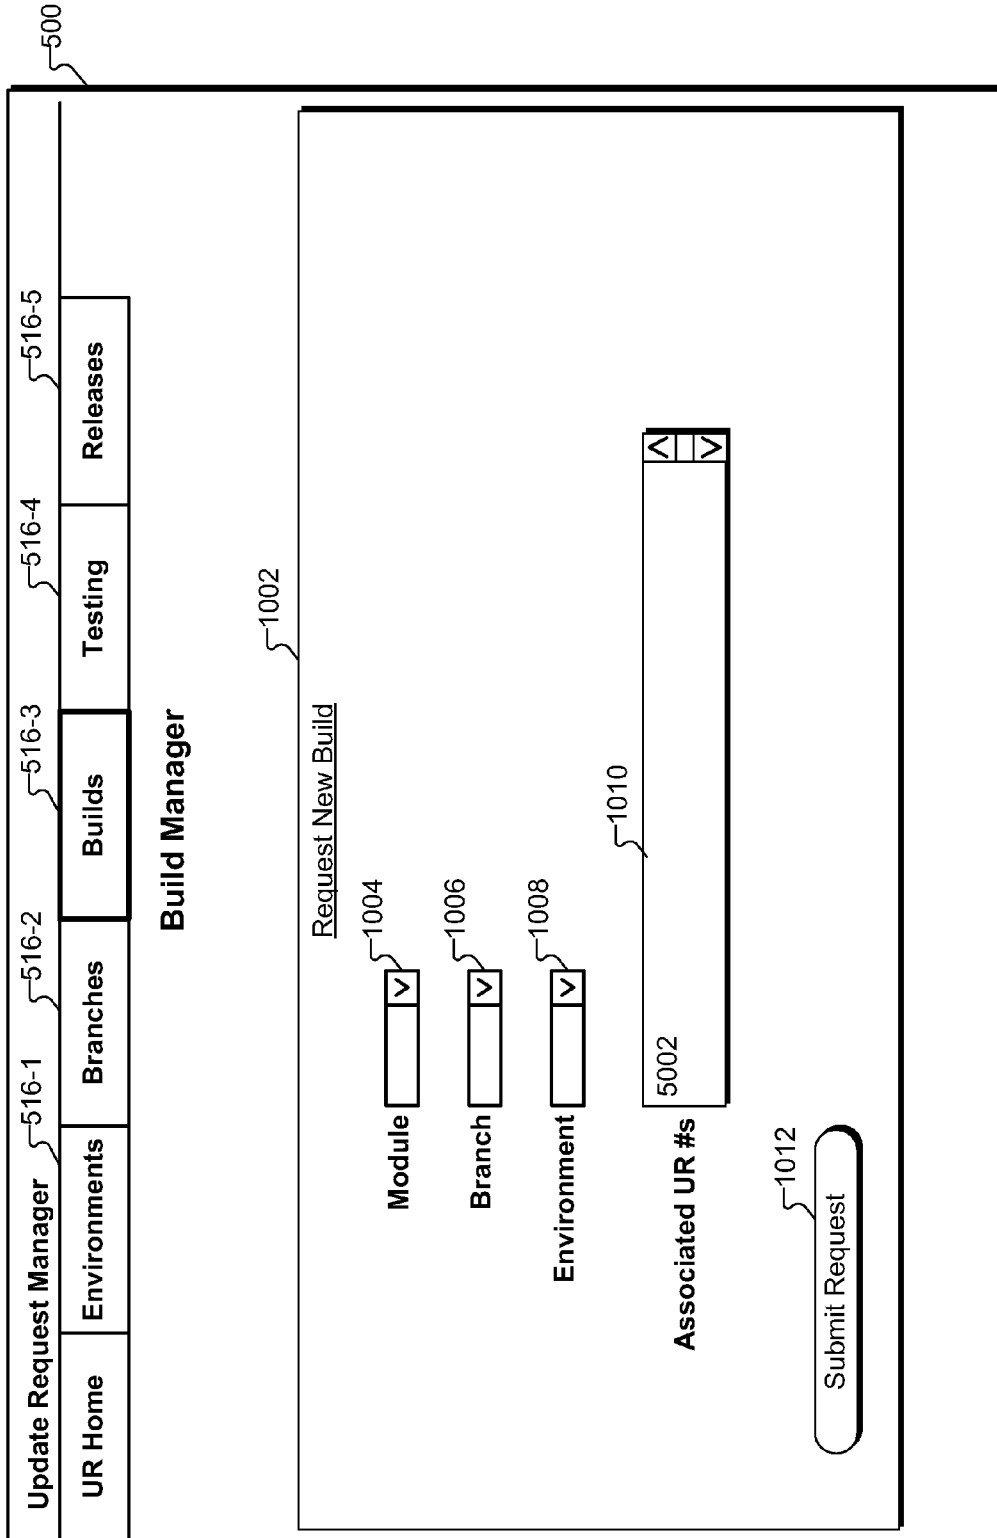 500
Update Request Manager
516-1
516-2
516-3
516-4
516-5
UR Home
Environments
Branches
Builds
Testing
Releases
Build Manager
1002
Request New Build
Module
1004
Branch
1006
Environment
1008
Associated UR #s
5002
1010
Submit Request
1012